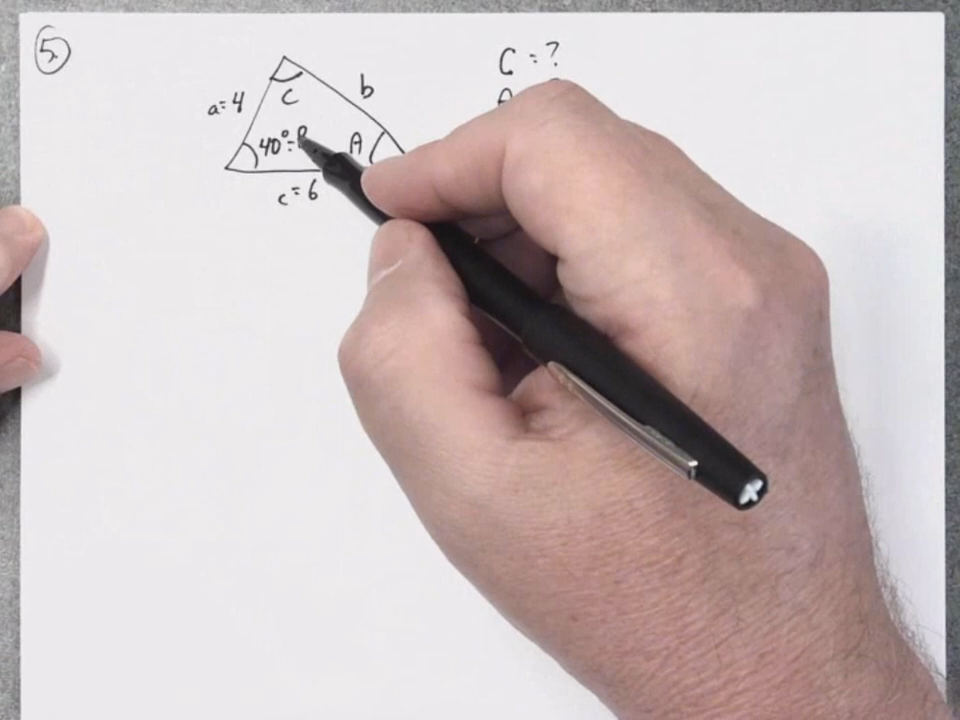 5.
C = ?
a = 4
C
b
40° =
A
c = 6